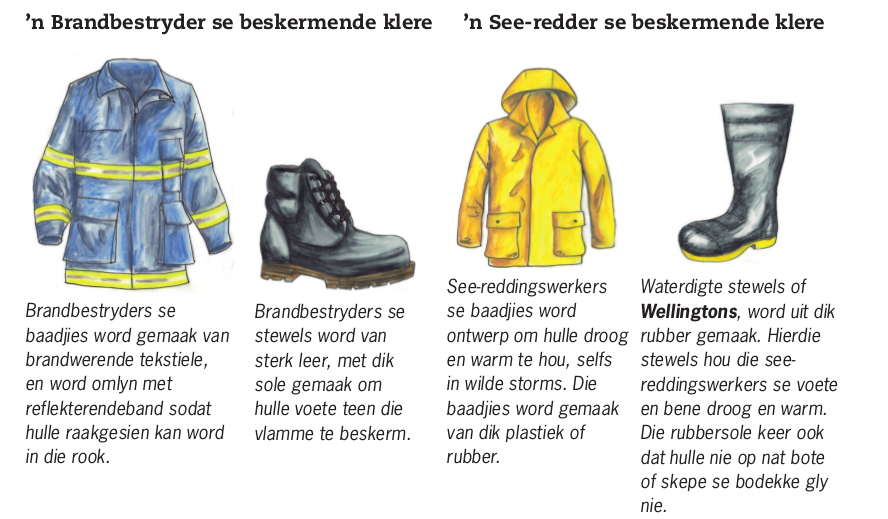 'n Brandbestryder se beskermende klere
'n See-redder se beskermende klere
Brandbestryders se
baadjies word gemaak van
brandwerende tekstiele,
en word omlyn met
reflekterendeband sodat
hulle raakgesien kan word
in die rook.
Brandbestryders se
stewels word van
sterk leer, met dik
sole gemaak om
hulle voete teen die
vlamme te beskerm.
See-reddingswerkers
se baadjies word
ontwerp om hulle droog
en warm te hou, selfs
in wilde storms. Die
baadjies word gemaak
van dik plastiek of
rubber.
Waterdigte stewels of
Wellingtons, word uit dik
rubber gemaak. Hierdie
stewels hou die see-
reddingswerkers se voete
en bene droog en warm.
Die rubbersole keer ook
dat hulle nie op nat bote
of skepe se bodekke gly
nie.